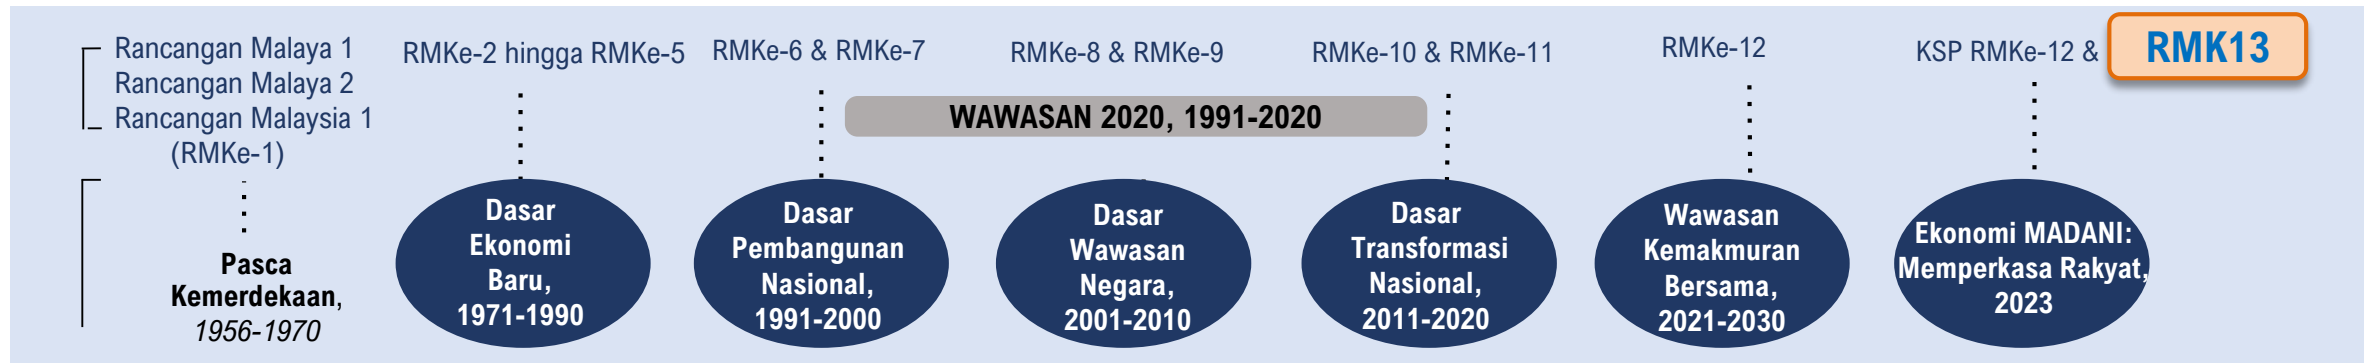 Rancangan Malaya 1
Rancangan Malaya 2
Rancangan Malaysia 1
(RMKe-1)
RMKe-2 hingga RMKe-5
RMKe-6 & RMKe-7
RMKe-8 & RMKe-9
RMKe-10 & RMKe-11
RMKe-12
KSP RMKe-12 &
RMK13
WAWASAN 2020, 1991-2020
Pasca
Kemerdekaan,
1956-1970
Dasar
Ekonomi
Baru,
1971-1990
Dasar
Pembangunan
Nasional,
1991-2000
Dasar
Wawasan
Negara,
2001-2010
Dasar
Transformasi
Nasional,
2011-2020
Wawasan
Kemakmuran
Bersama,
2021-2030
Ekonomi MADANI:
Memperkasa Rakyat,
2023